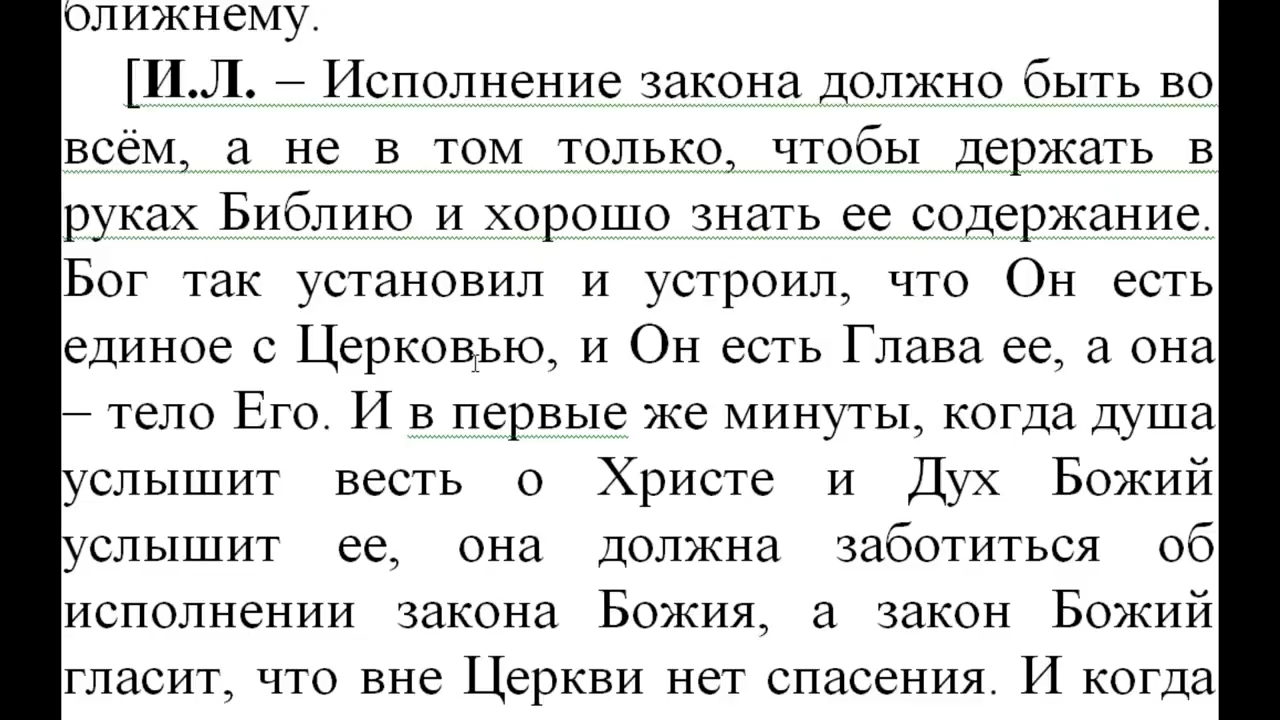 ближнему.
[И.Л. – Исполнение закона должно быть во
всём, а не в том только, чтобы держать в
руках Библию и хорошо знать ее содержание.
Бог так установил и устроил, что Он есть
единое с Церковью, и Он есть Глава ее, а она
– тело Его. И в первые же минуты, когда душа
услышит весть о Христе и Дух Божий
услышит ее, она должна заботиться об
исполнении закона Божия, а закон Божий
гласит, что вне Церкви нет спасения. И когда